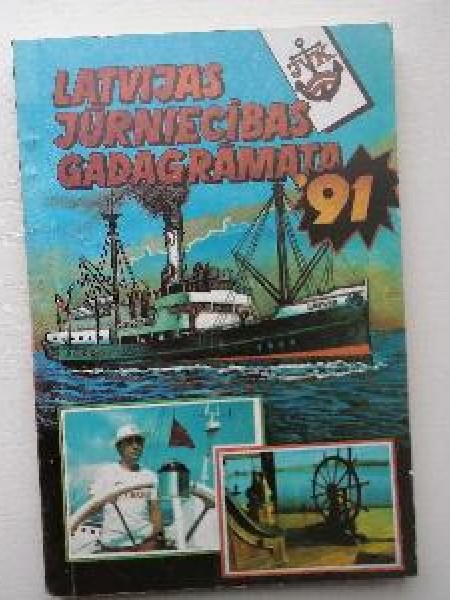 LATVIJAS
JŪRNIECĪBAS
GADAGRĀMATA
'91